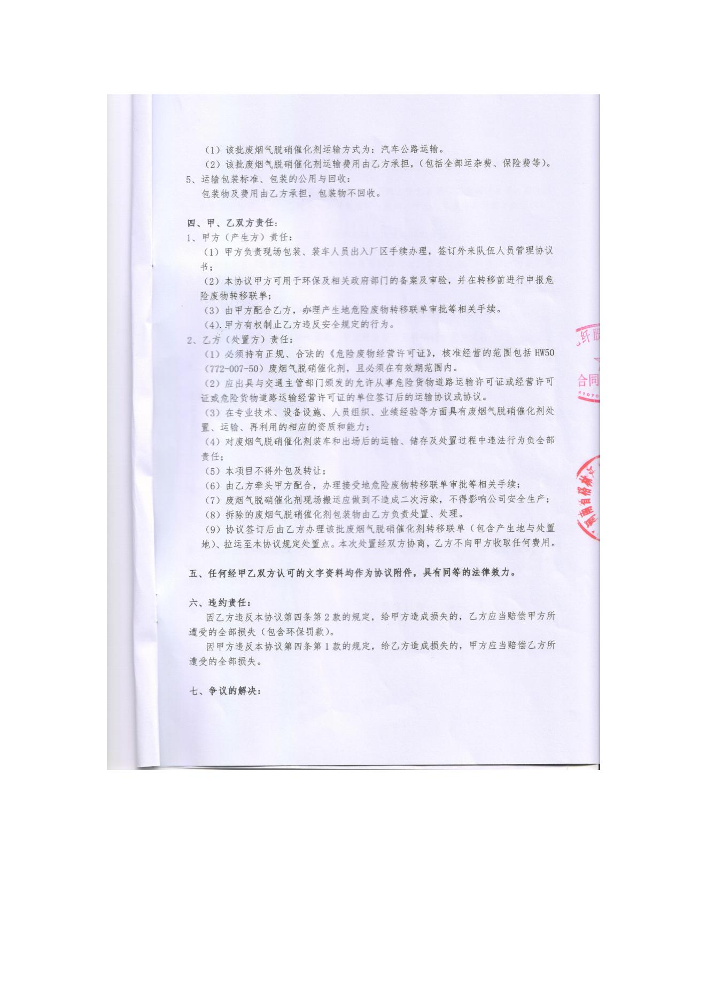 （1）该批废烟气脱硝催化剂运输方式为：汽车公路运输。
（2）该批废烟气脱硝催化剂运输费用由乙方承担，（包括全部运杂费、保险费等）。
5、运输包装标准、包装的公用与回收：
包装物及费用由乙方承担，包装物不回收。
四、甲、乙双方责任：
1、甲方（产生方）责任：
（1）甲方负责现场包装、装车人员出入厂区手续办理，签订外来队伍人员管理协议
书；
（2）本协议甲方可用于环保及相关政府部门的备案及审验，并在转移前进行申报危
险废物转移联单；
（3）由甲方配合乙方，办理产生地危险废物转移联单审批等相关手续。
（4）甲方有权制止乙方违反安全规定的行为。
2、乙方（处置方）责任：
（1）必须持有正规、合法的《危险废物经营许可证》，核准经营的范围包括 HW50
（772-007-50）废烟气脱硝催化剂，且必须在有效期范围内。
（2）应出具与交通主管部门颁发的允许从事危险货物道路运输许可证或经营许可
证或危险货物道路运输经营许可证的单位签订后的运输协议或协议。
（3）在专业技术、设备设施、人员组织、业绩经验等方面具有废烟气脱硝催化剂处
置、运输、再利用的相应的资质和能力；
（4）对废烟气脱硝催化剂装车和出场后的运输、储存及处置过程中违法行为负全部
责任；
（5）本项目不得外包及转让；
（6）由乙方牵头甲方配合，办理接受地危险废物转移联单审批等相关手续；
（7）废烟气脱硝催化剂现场搬运应做到不造成二次污染，不得影响公司安全生产；
（8）拆除的废烟气脱硝催化剂包装物由乙方负责处置、处理。
（9）协议签订后由乙方办理该批废烟气脱硝催化剂转移联单（包含产生地与处置
地）、拉运至本协议规定处置点。本次处置经双方协商，乙方不向甲方收取任何费用。
五、任何经甲乙双方认可的文字资料均作为协议附件，具有同等的法律效力。
六、违约责任：
因乙方违反本协议第四条第 2 款的规定，给甲方造成损失的，乙方应当赔偿甲方所
遭受的全部损失（包含环保罚款）。
因甲方违反本协议第四条第 1 款的规定，给乙方造成损失的，甲方应当赔偿乙方所
遭受的全部损失。
七、争议的解决：
纤股
合同
41070
河南省格林